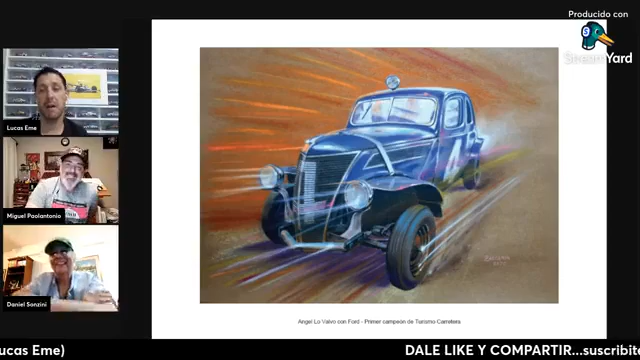 Producido con
StreamYard
Lucas Eme
Miguel Paolantonio
Daniel Sonzini
Angel Lo Valvo con Ford - Primer campeón de Turismo Carretera
ucas Eme)
DALE LIKE Y COMPARTIR...suscribite